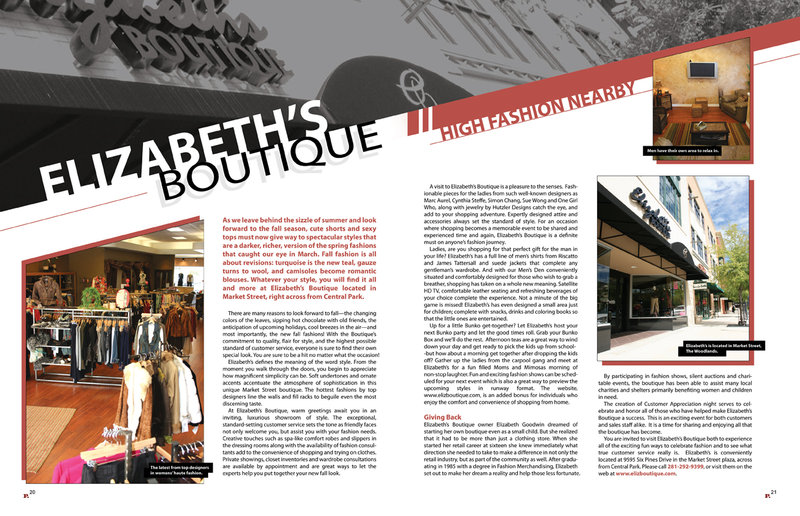 Elizabeth's
BOUTIQUE
ELIZABETH'S
BOUTIQUE
HIGH FASHION NEARBY
Men have their own area to relax in.
As we leave behind the sizzle of summer and look
forward to the fall season, cute shorts and sexy
tops must now give way to spectacular styles that
are a darker, richer, version of the spring fashions
that caught our eye in March. Fall fashion is all
about revisions: turquoise is the new teal, gauze
turns to wool, and camisoles become romantic
blouses. Whatever your style, you will find it all
and more at Elizabeth's Boutique located in
Market Street, right across from Central Park.
There are many reasons to look forward to fall—the changing
colors of the leaves, sipping hot chocolate with old friends, the
anticipation of upcoming holidays, cool breezes in the air—and
most importantly, the new fall fashions! With the Boutique's
commitment to quality, flair for style, and the highest possible
standard of customer service, everyone is sure to find their own
special look. You are sure to be a hit no matter what the occasion!
Elizabeth's defines the meaning of the word style. From the
moment you walk through the doors, you begin to appreciate
how magnificent simplicity can be. Soft undertones and ornate
accents accentuate the atmosphere of sophistication in this
unique Market Street boutique. The hottest fashions by top
designers line the walls and fill racks to beguile even the most
discerning taste.
At Elizabeth's Boutique, warm greetings await you in an
inviting, luxurious showroom of style. The exceptional,
standard-setting customer service sets the tone as friendly faces
not only welcome you, but assist you with your fashion needs.
Creative touches such as spa-like comfort robes and slippers in
the dressing rooms along with the availability of fashion consul-
tants add to the convenience of shopping and trying on clothes.
Private showings, closet inventories and wardrobe consultations
are available by appointment and are great ways to let the
experts help you put together your new fall look.
The latest from top designers
in womens' haute fashion.
P. 20
A visit to Elizabeth's Boutique is a pleasure to the senses. Fash-
ionable pieces for the ladies from such well-known designers as
Marc Aurel, Cynthia Steffe, Simon Chang, Sue Wong and One Girl
Who, along with jewelry by Hutzler Designs catch the eye, and
add to your shopping adventure. Expertly designed attire and
accessories always set the standard of style. For an occasion
where shopping becomes a memorable event to be shared and
experienced time and again, Elizabeth's Boutique is a definite
must on anyone's fashion journey.
Ladies, are you shopping for that perfect gift for the man in
your life? Elizabeth's has a full line of men's shirts from Riscatto
and James Tattersall and suede jackets that complete any
gentleman's wardrobe. And with our Men's Den conveniently
situated and comfortably designed for those who wish to grab a
breather, shopping has taken on a whole new meaning. Satellite
HD TV, comfortable leather seating and refreshing beverages of
your choice complete the experience. Not a minute of the big
game is missed! Elizabeth's has even designed a small area just
for children; complete with snacks, drinks and coloring books so
that the little ones are entertained.
Up for a little Bunko get-together? Let Elizabeth's host your
next Bunko party and let the good times roll. Grab your Bunko
Box and we'll do the rest. Afternoon teas are a great way to wind
down your day and get ready to pick the kids up from school-
-but how about a morning get together after dropping the kids
off? Gather up the ladies from the carpool gang and meet at
Elizabeth's for a fun filled Moms and Mimosas morning of
non-stop laughter. Fun and exciting fashion shows can be sched-
uled for your next event which is also a great way to preview the
upcoming styles in runway format. The website,
www.elizboutique.com, is an added bonus for individuals who
enjoy the comfort and convenience of shopping from home.
Giving Back
Elizabeth's Boutique owner Elizabeth Goodwin dreamed of
starting her own boutique even as a small child. But she realized
that it had to be more than just a clothing store. When she
started her retail career at sixteen she knew immediately what
direction she needed to take to make a difference in not only the
retail industry, but as part of the community as well. After gradu-
ating in 1985 with a degree in Fashion Merchandising, Elizabeth
set out to make her dream a reality and help those less fortunate.
Elizabeth's
Elizabeth's is located in Market Street,
The Woodlands.
By participating in fashion shows, silent auctions and chari-
table events, the boutique has been able to assist many local
charities and shelters primarily benefiting women and children
in need.
The creation of Customer Appreciation night serves to cel-
ebrate and honor all of those who have helped make Elizabeth's
Boutique a success. This is an exciting event for both customers
and sales staff alike. It is a time for sharing and enjoying all that
the boutique has become.
You are invited to visit Elizabeth's Boutique both to experience
all of the exciting fun ways to celebrate fashion and to see what
true customer service really is. Elizabeth's is conveniently
located at 9595 Six Pines Drive in the Market Street plaza, across
from Central Park. Please call 281-292-9399, or visit them on the
web at www.elizboutique.com.
P. 21